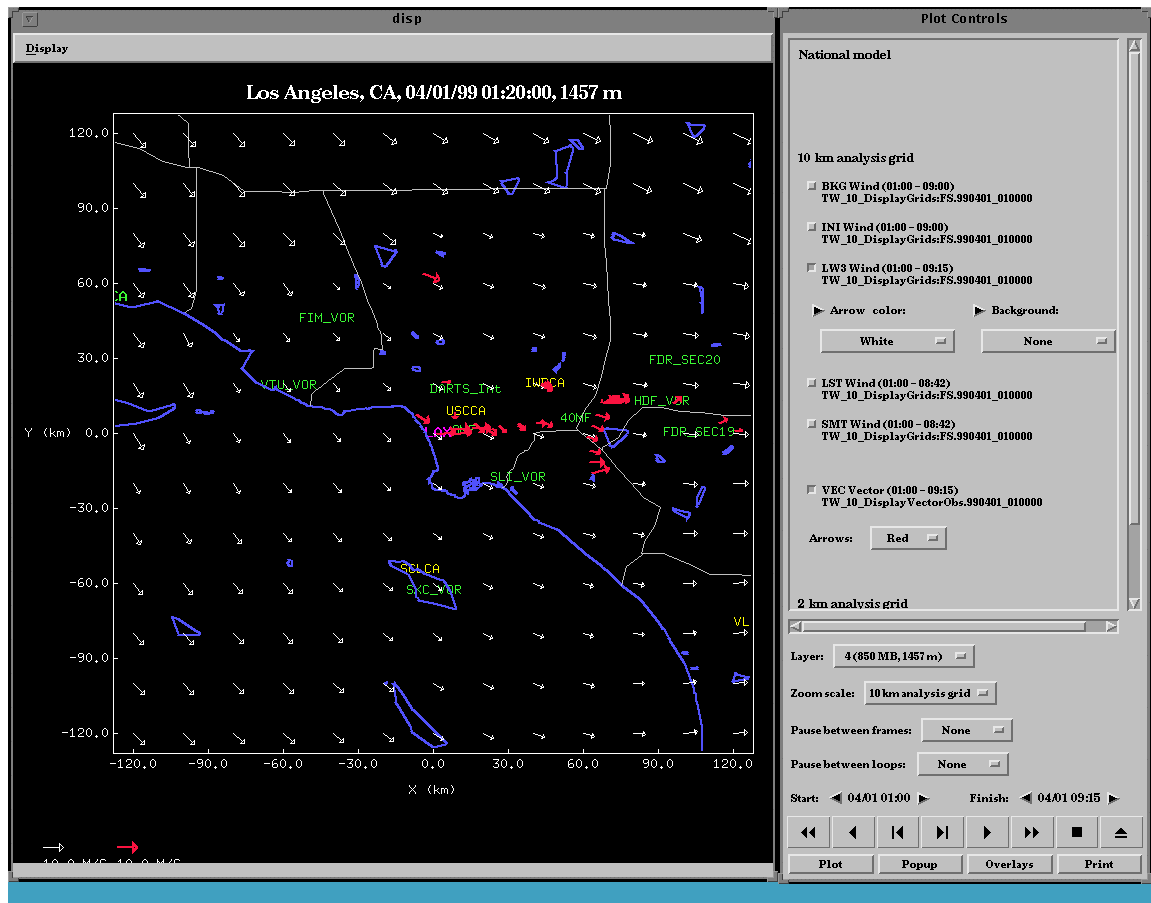 disp
Display
Los Angeles, CA, 04/01/99 01:20:00, 1457 m
120.0
90.0
60.0
CA
FIM_VOR
30.0
FDR_SEC20
VTU_VOR
DARTS_Int
IWPCA
HDF_VOR
USCCA
40MF
Y (km)
0.0
FDR_SEC19
SLI_VOR
-30.0
SCLCA
-60.0
SXC_VOR
VL
-90.0
-120.0
-120.0 -90.0 -60.0 -30.0 0.0 30.0 60.0 90.0 120.0
X (km)
10.0 M/S 10.0 M/S
Plot Controls
National model
10 km analysis grid
BKG Wind (01:00 - 09:00)
TW_10_DisplayGrids:FS.990401_010000
INI Wind (01:00 - 09:00)
TW_10_DisplayGrids:FS.990401_010000
LW3 Wind (01:00 - 09:15)
TW_10_DisplayGrids:FS.990401_010000
Arrow color: Background:
White None
LST Wind (01:00 - 08:42)
TW_10_DisplayGrids:FS.990401_010000
SMT Wind (01:00 - 08:42)
TW_10_DisplayGrids:FS.990401_010000
VEC Vector (01:00 - 09:15)
TW_10_DisplayVectorObs.990401_010000
Arrows: Red
2 km analysis grid
Layer: 4 (850 MB, 1457 m)
Zoom scale: 10 km analysis grid
Pause between frames: None
Pause between loops: None
Start: 04/01 01:00 Finish: 04/01 09:15
Plot Popup Overlays Print